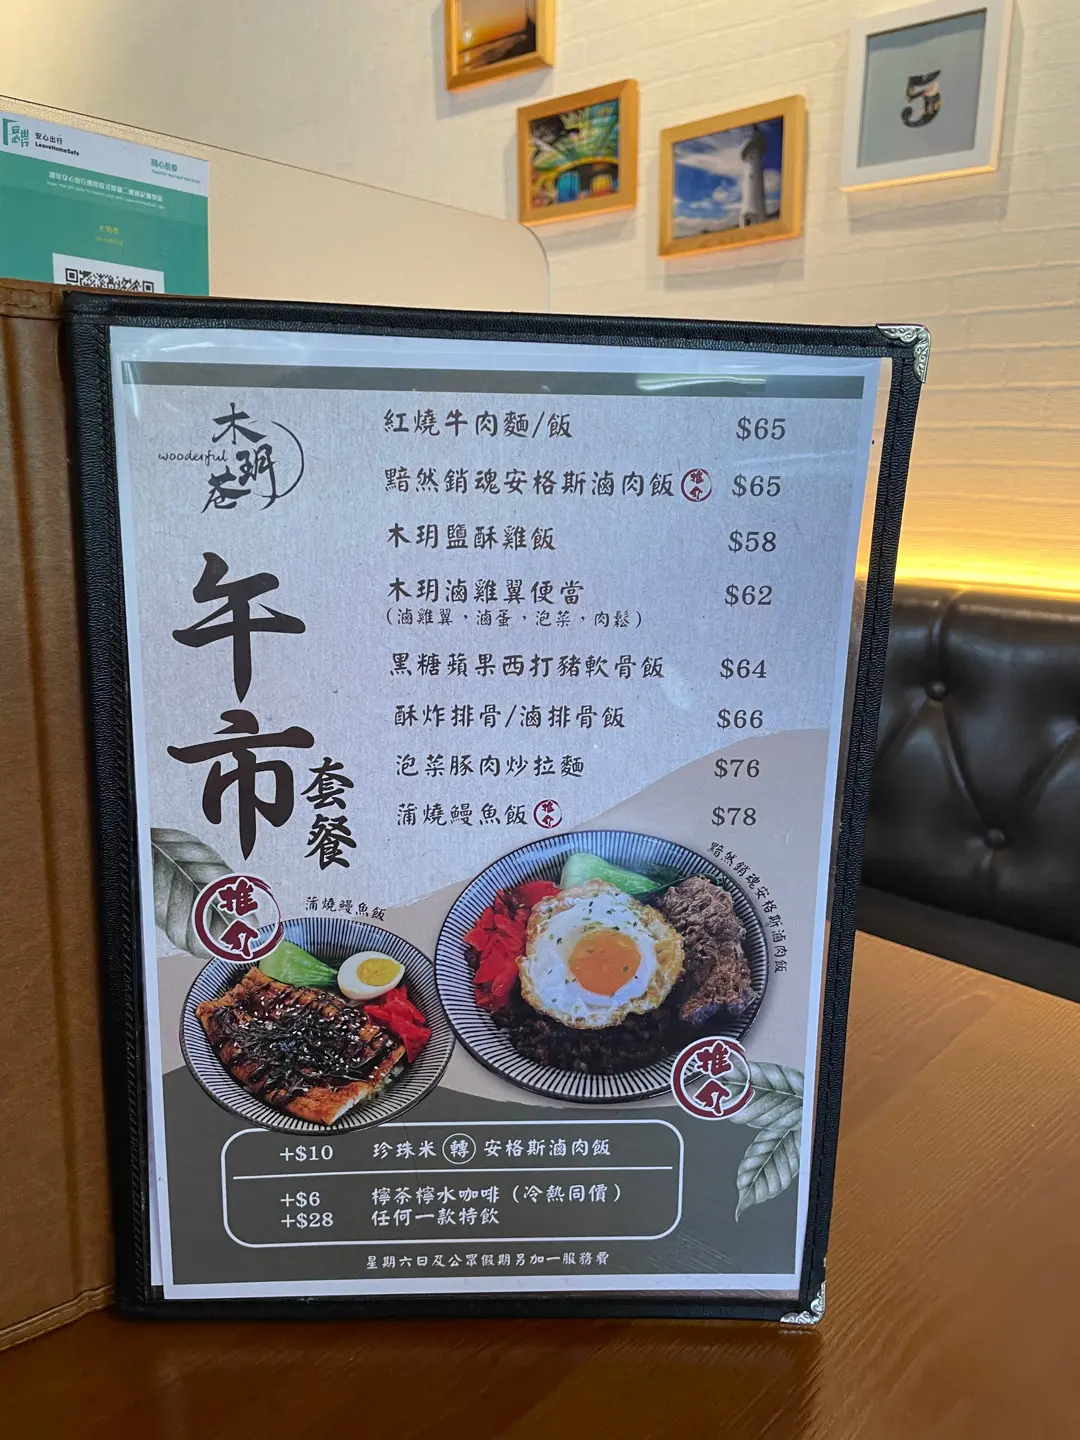 安心出行
LeaveHomeSafe
同心抗疫
木玥
wooderful
巷
午市
套餐
紅燒牛肉麵/飯 $65
黯然銷魂安格斯滷肉飯 推介 $65
木玥鹽酥雞飯 $58
木玥滷雞翼便當 $62
(滷雞翼，滷蛋，泡菜，肉鬆)
黑糖蘋果西打豬軟骨飯 $64
酥炸排骨/滷排骨飯 $66
泡菜豚肉炒拉麵 $76
蒲燒鰻魚飯 推介 $78
推介
蒲燒鰻魚飯
黯然銷魂安格斯滷肉飯
推介
+$10 珍珠米 轉 安格斯滷肉飯
+$6 檸茶檸水咖啡（冷熱同價）
+$28 任何一款特飲
星期六日及公眾假期另加一服務費
5